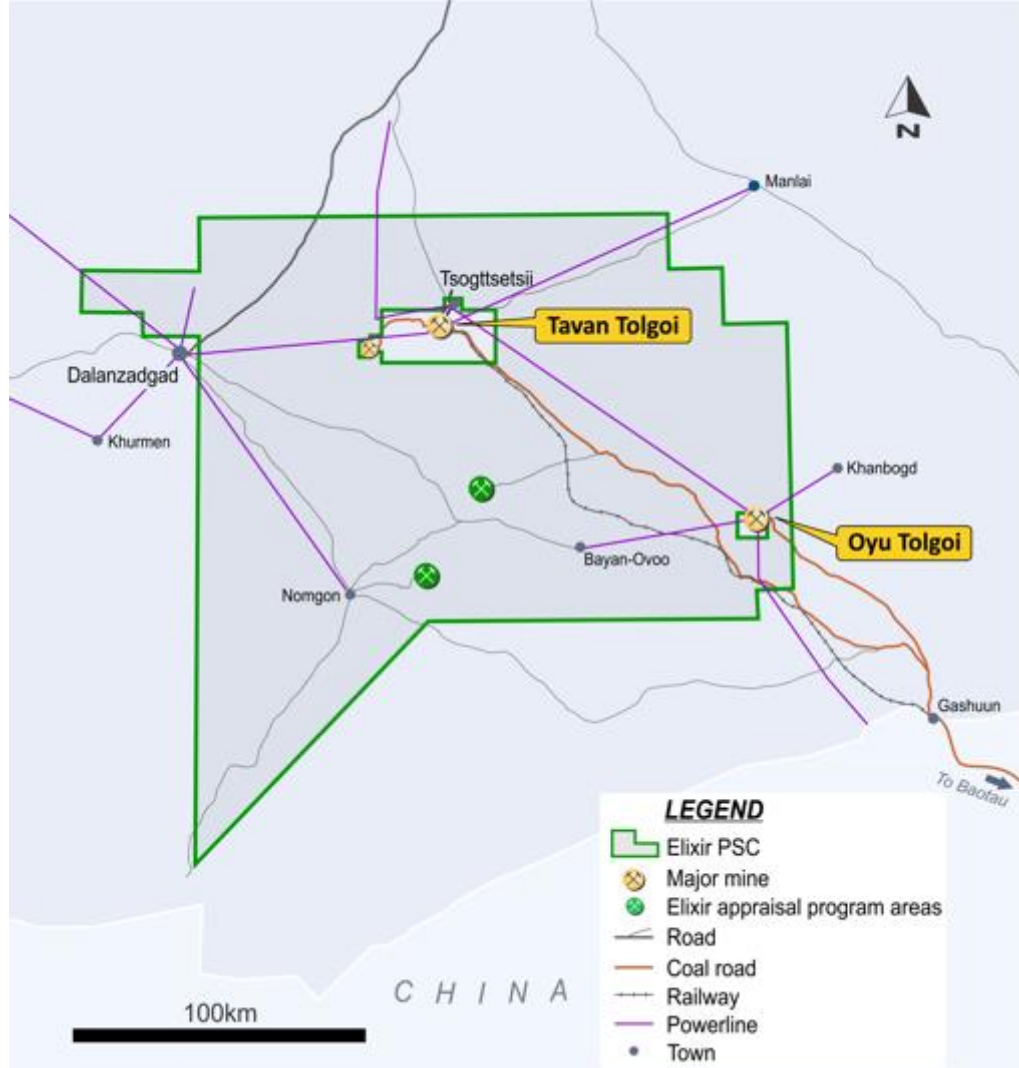 N
Manlai
Tsogttsetsii
Tavan Tolgoi
Dalanzadgad
Khurmen
Khanbogd
Oyu Tolgoi
Bayan-Ovoo
Nomgon
Gashuun
To Baotau
LEGEND
Elixir PSC
Major mine
Elixir appraisal program areas
Road
Coal road
Railway
Powerline
Town
CHINA
100km